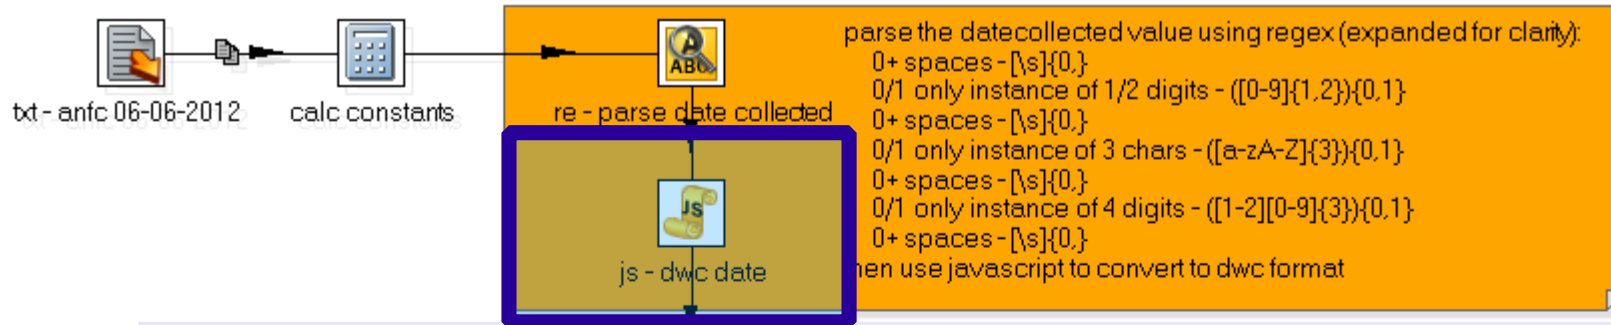 txt - anfc 06-06-2012
calc constants
ABC
re - parse date collected
JS
js - dwc date
parse the datecollected value using regex (expanded for clarity):
0+ spaces - [\s]{0,}
0/1 only instance of 1/2 digits - ([0-9]{1,2}){0,1}
0+ spaces - [\s]{0,}
0/1 only instance of 3 chars - ([a-zA-Z]{3}){0,1}
0+ spaces - [\s]{0,}
0/1 only instance of 4 digits - ([1-2][0-9]{3}){0,1}
0+ spaces - [\s]{0,}
hen use javascript to convert to dwc format